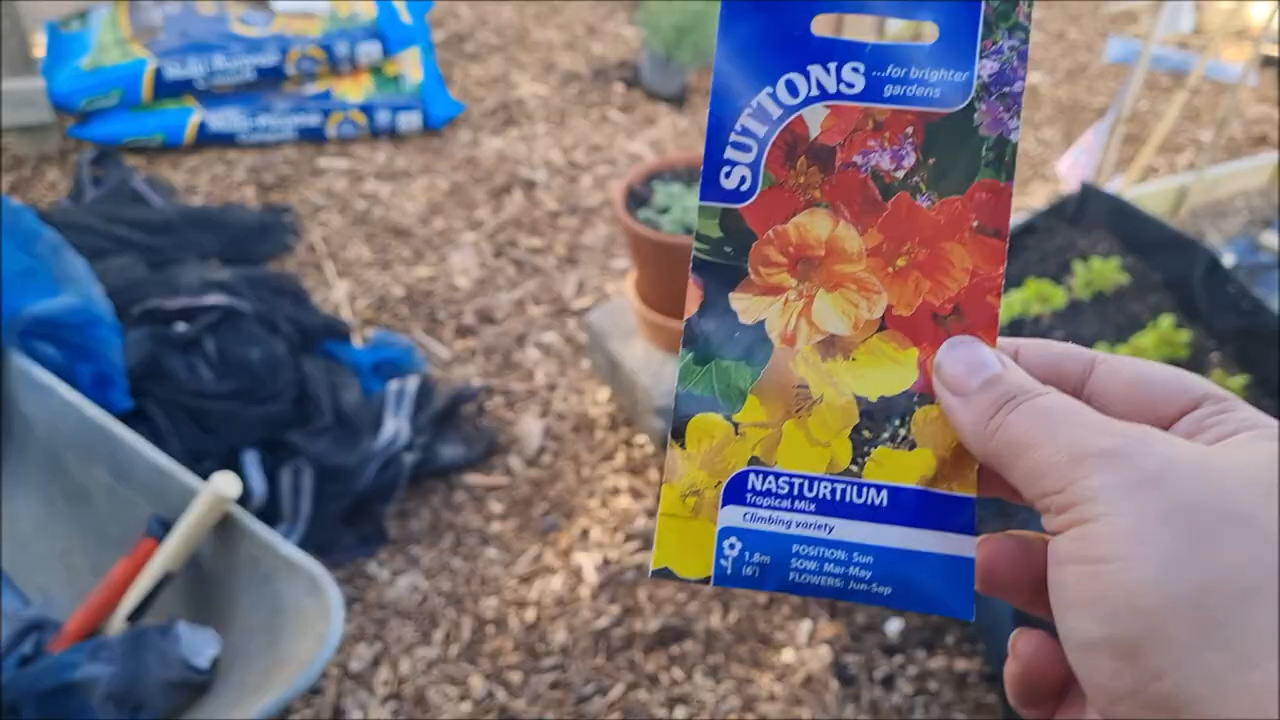 SUTTONS
...for brighter
gardens
NASTURTIUM
Tropical Mix
Climbing variety
1.8m
(6')
POSITION: Sun
SOW: Mar-May
FLOWERS: Jun-Sep